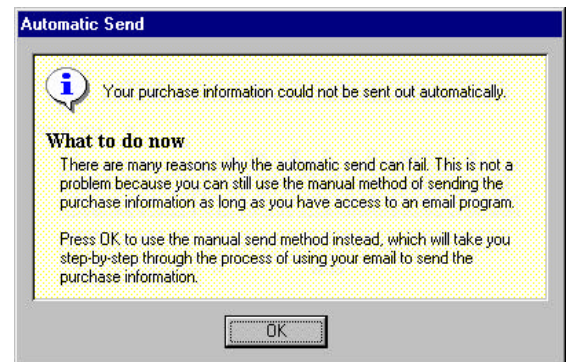 Automatic Send
Your purchase information could not be sent out automatically.
What to do now
There are many reasons why the automatic send can fail. This is not a
problem because you can still use the manual method of sending the
purchase information as long as you have access to an email program.
Press OK to use the manual send method instead, which will take you
step-by-step through the process of using your email to send the
purchase information.
OK